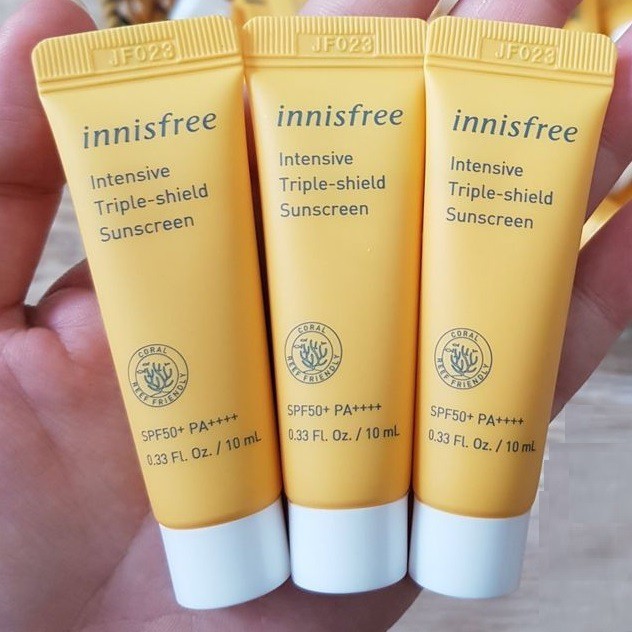 JF023
innisfree
Intensive
Triple-shield
Sunscreen
CORAL
REEF FRIENDLY
SPF50+ PA++++
0.33 Fl. Oz. / 10 mL
JF023
innisfree
Intensive
Triple-shield
Sunscreen
CORAL
REEF FRIENDLY
SPF50+ PA++++
0.33 Fl. Oz. / 10 mL
JF023
innisfree
Intensive
Triple-shield
Sunscreen
CORAL
REEF FRIENDLY
SPF50+ PA++++
0.33 Fl. Oz. / 10 mL